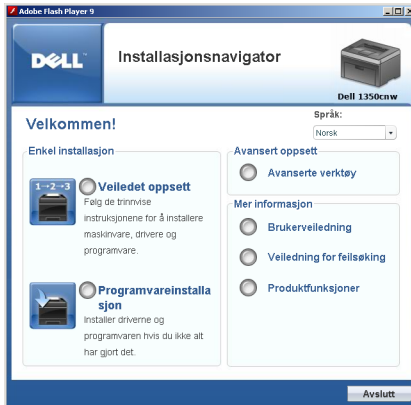 Adobe Flash Player 9
DELL™
Installasjonsnavigator
Dell 1350cnw
Velkommen!
Språk:
Norsk
Enkel installasjon
1→2→3
Veiledet oppsett
Følg de trinnvise
instruksjonene for å installere
maskinvare, drivere og
programvare.
Programvareinstalla
sjon
Installer driverne og
programvaren hvis du ikke alt
har gjort det.
Avansert oppsett
Avanserte verktøy
Mer informasjon
Brukerveiledning
Veiledning for feilsøking
Produktfunksjoner
Avslutt